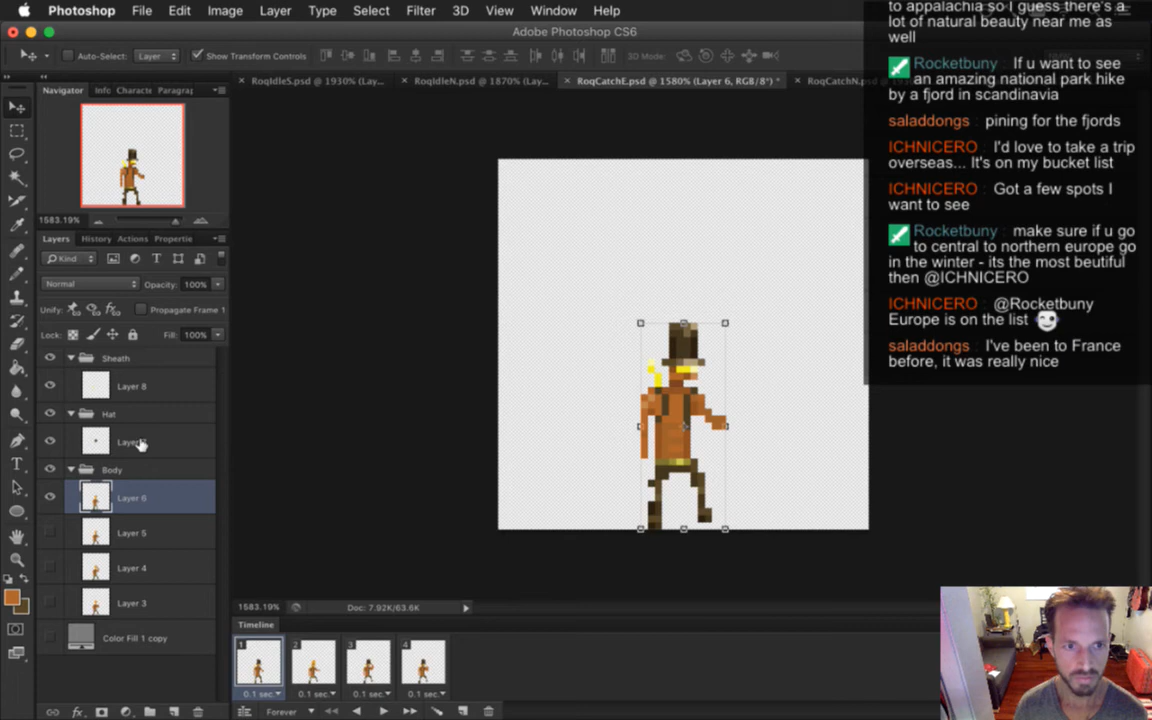 Photoshop File Edit Image Layer Type Select Filter 3D View Window Help
to appalachia so I guess there's a
lot of natural beauty near me as
well
Adobe Photoshop CS6
Auto-Select: Layer Show Transform Controls 3D Mode:
RoqIdleS.psd @ 1930% (Lay... RoqIdleN.psd @ 1870% (Lay... RoqCatchE.psd @ 1580% (Layer 6, RGB/8*) * RoqCatchN.ps
Rocketbuny : If u want to see
an amazing national park hike
by a fjord in scandinavia
saladdongs : pining for the fjords
ICHNICERO : I'd love to take a trip
overseas... It's on my bucket list
ICHNICERO : Got a few spots I
want to see
Rocketbuny : make sure if u go
to central to northern europe go
in the winter - its the most beutiful
then @ICHNICERO
ICHNICERO : @Rocketbuny
Europe is on the list
saladdongs : I've been to France
before, it was really nice
Navigator Info Characte Paragraj
1583.19%
Layers History Actions Propertie
Kind
Normal Opacity: 100%
Unify: Propagate Frame 1
Lock: Fill: 100%
Sheath
Layer 8
Hat
Layer
Body
Layer 6
Layer 5
Layer 4
Layer 3
Color Fill 1 copy
1583.19% Doc: 7.92K/63.6K
Timeline
1 2 3 4
0.1 sec. 0.1 sec. 0.1 sec. 0.1 sec.
Forever